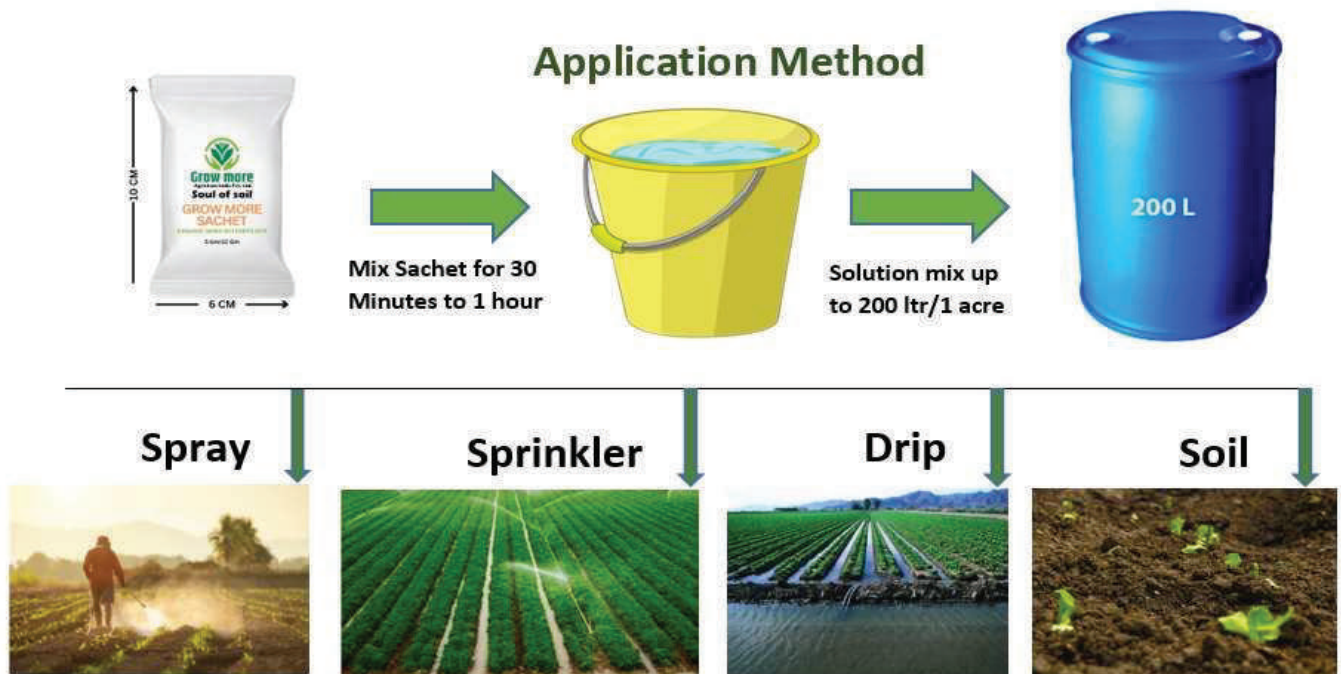 Application Method
10 CM
Grow more
Soul of soil
GROW MORE
SACHET
6 CM
Mix Sachet for 30
Minutes to 1 hour
Solution mix up
to 200 ltr/1 acre
200 L
Spray
Sprinkler
Drip
Soil